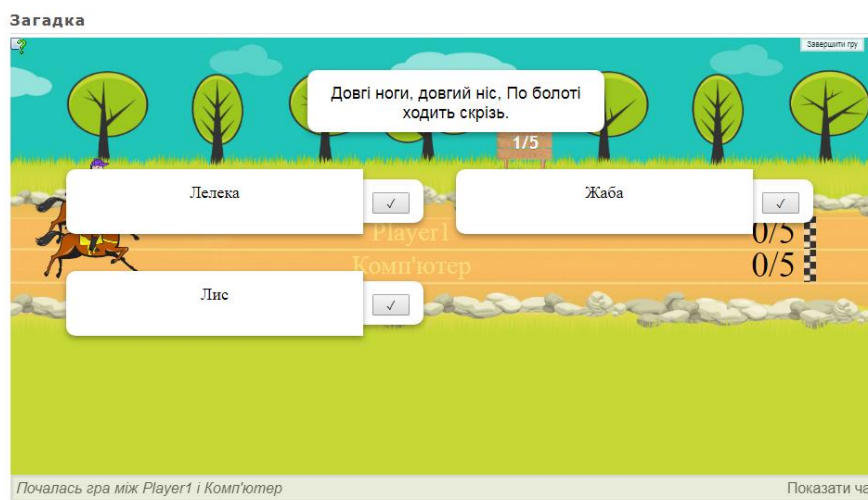 Загадка
Завершити гру
Довгі ноги, довгий ніс, По болоті
ходить скрізь.
1/5
Лелека
✓
Жаба
✓
Player1
0/5
Комп'ютер
0/5
Лис
✓
Почалась гра між Player1 і Комп'ютер
Показати ча